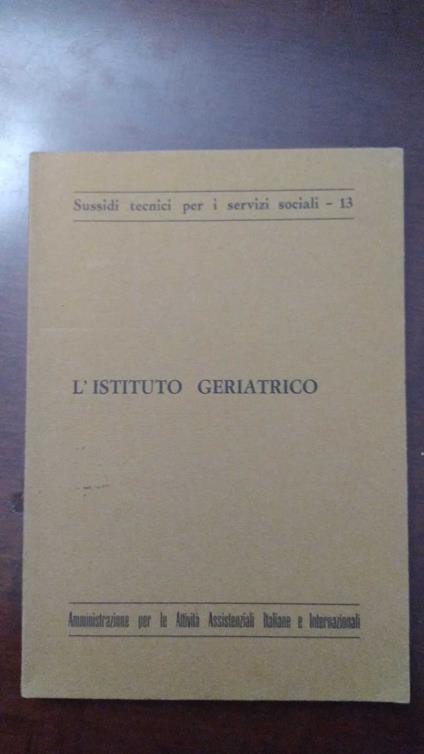 Sussidi tecnici per i servizi sociali - 13
L'ISTITUTO GERIATRICO
Amministrazione per le Attività Assistenziali Italiane e Internazionali